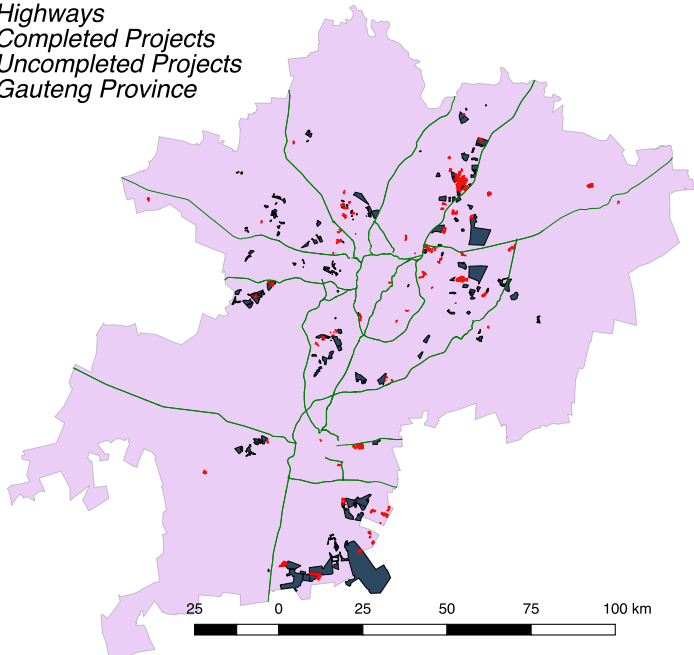 Highways
Completed Projects
Uncompleted Projects
Gauteng Province
25 0 25 50 75 100 km